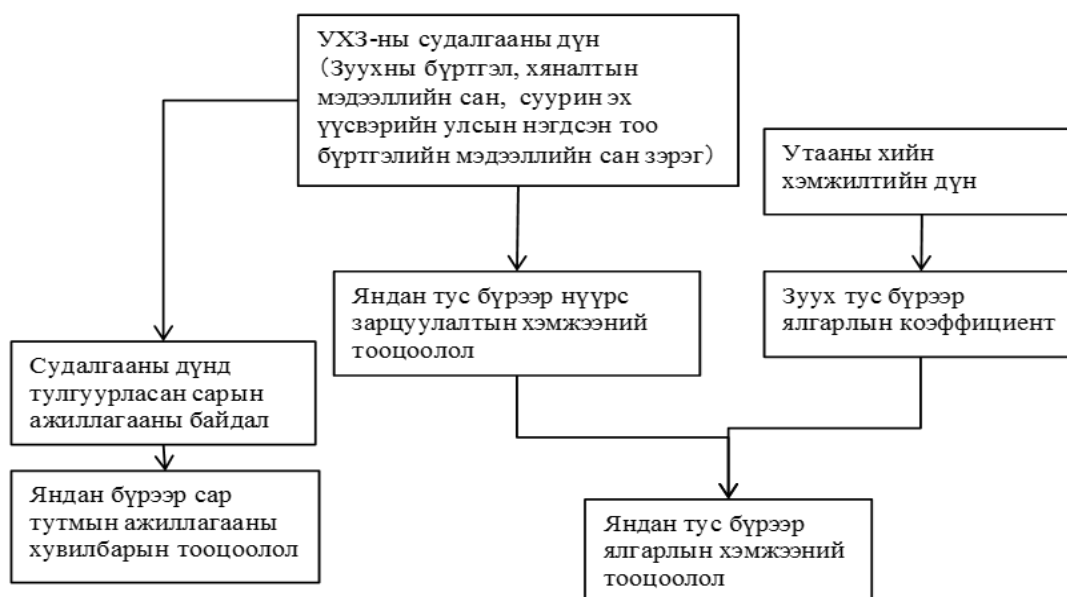 УХЗ-ны судалгааны дүн
(Зуухны бүртгэл, хяналтын
мэдээллийн сан, суурин эх
үүсвэрийн улсын нэгдсэн тоо
бүртгэлийн мэдээллийн сан зэрэг)
Утааны хийн
хэмжилтийн дүн
Яндан тус бүрээр нүүрс
зарцуулалтын хэмжээний
тооцоолол
Зуух тус бүрээр
ялгарлын коэффициент
Судалгааны дүнд
тулгуурласан сарын
ажиллагааны байдал
Яндан бүрээр сар
тутмын ажиллагааны
хувилбарын тооцоолол
Яндан тус бүрээр
ялгарлын хэмжээний
тооцоолол